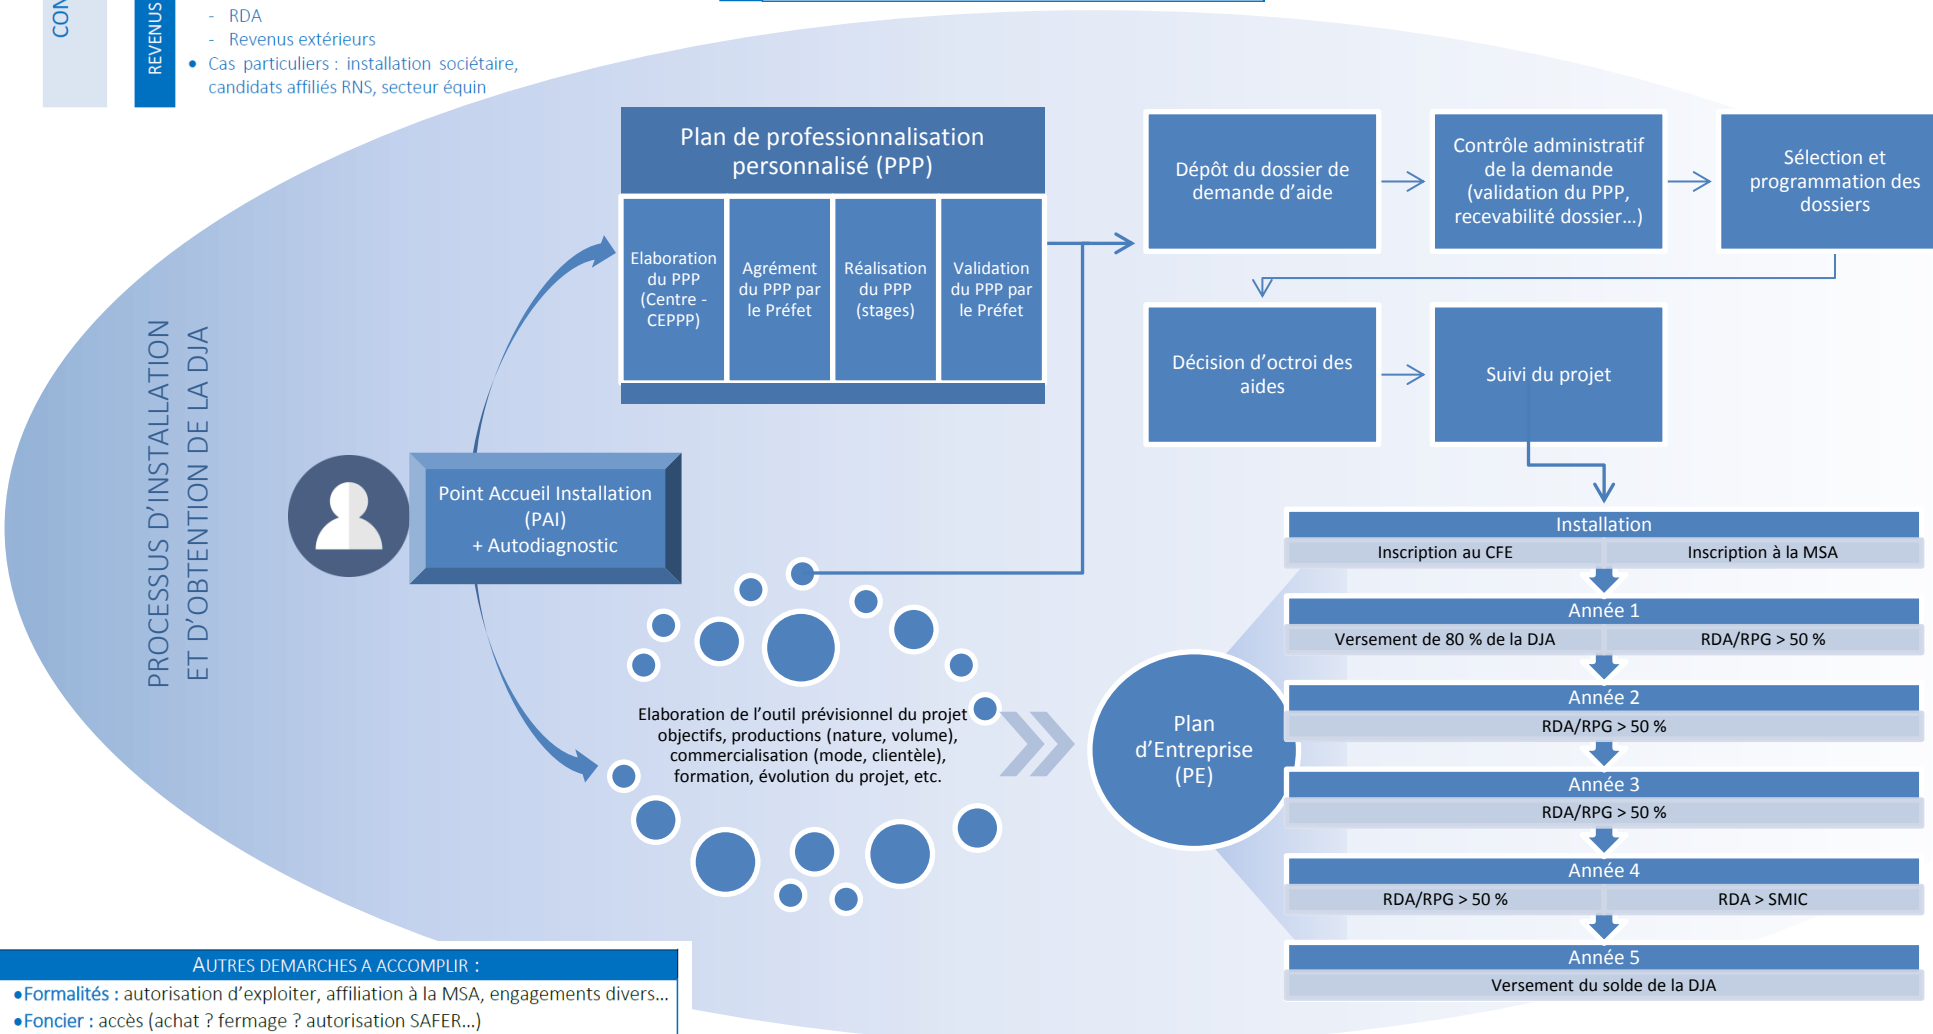 CON
REVENUS
- RDA
- Revenus extérieurs
• Cas particuliers : installation sociétaire,
candidats affiliés RNS, secteur équin
PROCESSUS D’INSTALLATION
ET D’OBTENTION DE LA DJA
Plan de professionnalisation
personnalisé (PPP)
Elaboration
du PPP
(Centre -
CEPPP)
Agrément
du PPP par
le Préfet
Réalisation
du PPP
(stages)
Validation
du PPP par
le Préfet
Dépôt du dossier de
demande d’aide
Contrôle administratif
de la demande
(validation du PPP,
recevabilité dossier…)
Sélection et
programmation des
dossiers
Décision d’octroi des
aides
Suivi du projet
Point Accueil Installation
(PAI)
+ Autodiagnostic
Elaboration de l’outil prévisionnel du projet
objectifs, productions (nature, volume),
commercialisation (mode, clientèle),
formation, évolution du projet, etc.
Plan
d’Entreprise
(PE)
Installation
Inscription au CFE
Inscription à la MSA
Année 1
Versement de 80 % de la DJA
RDA/RPG > 50 %
Année 2
RDA/RPG > 50 %
Année 3
RDA/RPG > 50 %
Année 4
RDA/RPG > 50 %
RDA > SMIC
Année 5
Versement du solde de la DJA
AUTRES DEMARCHES A ACCOMPLIR :
•Formalités : autorisation d’exploiter, affiliation à la MSA, engagements divers…
•Foncier : accès (achat ? fermage ? autorisation SAFER…)